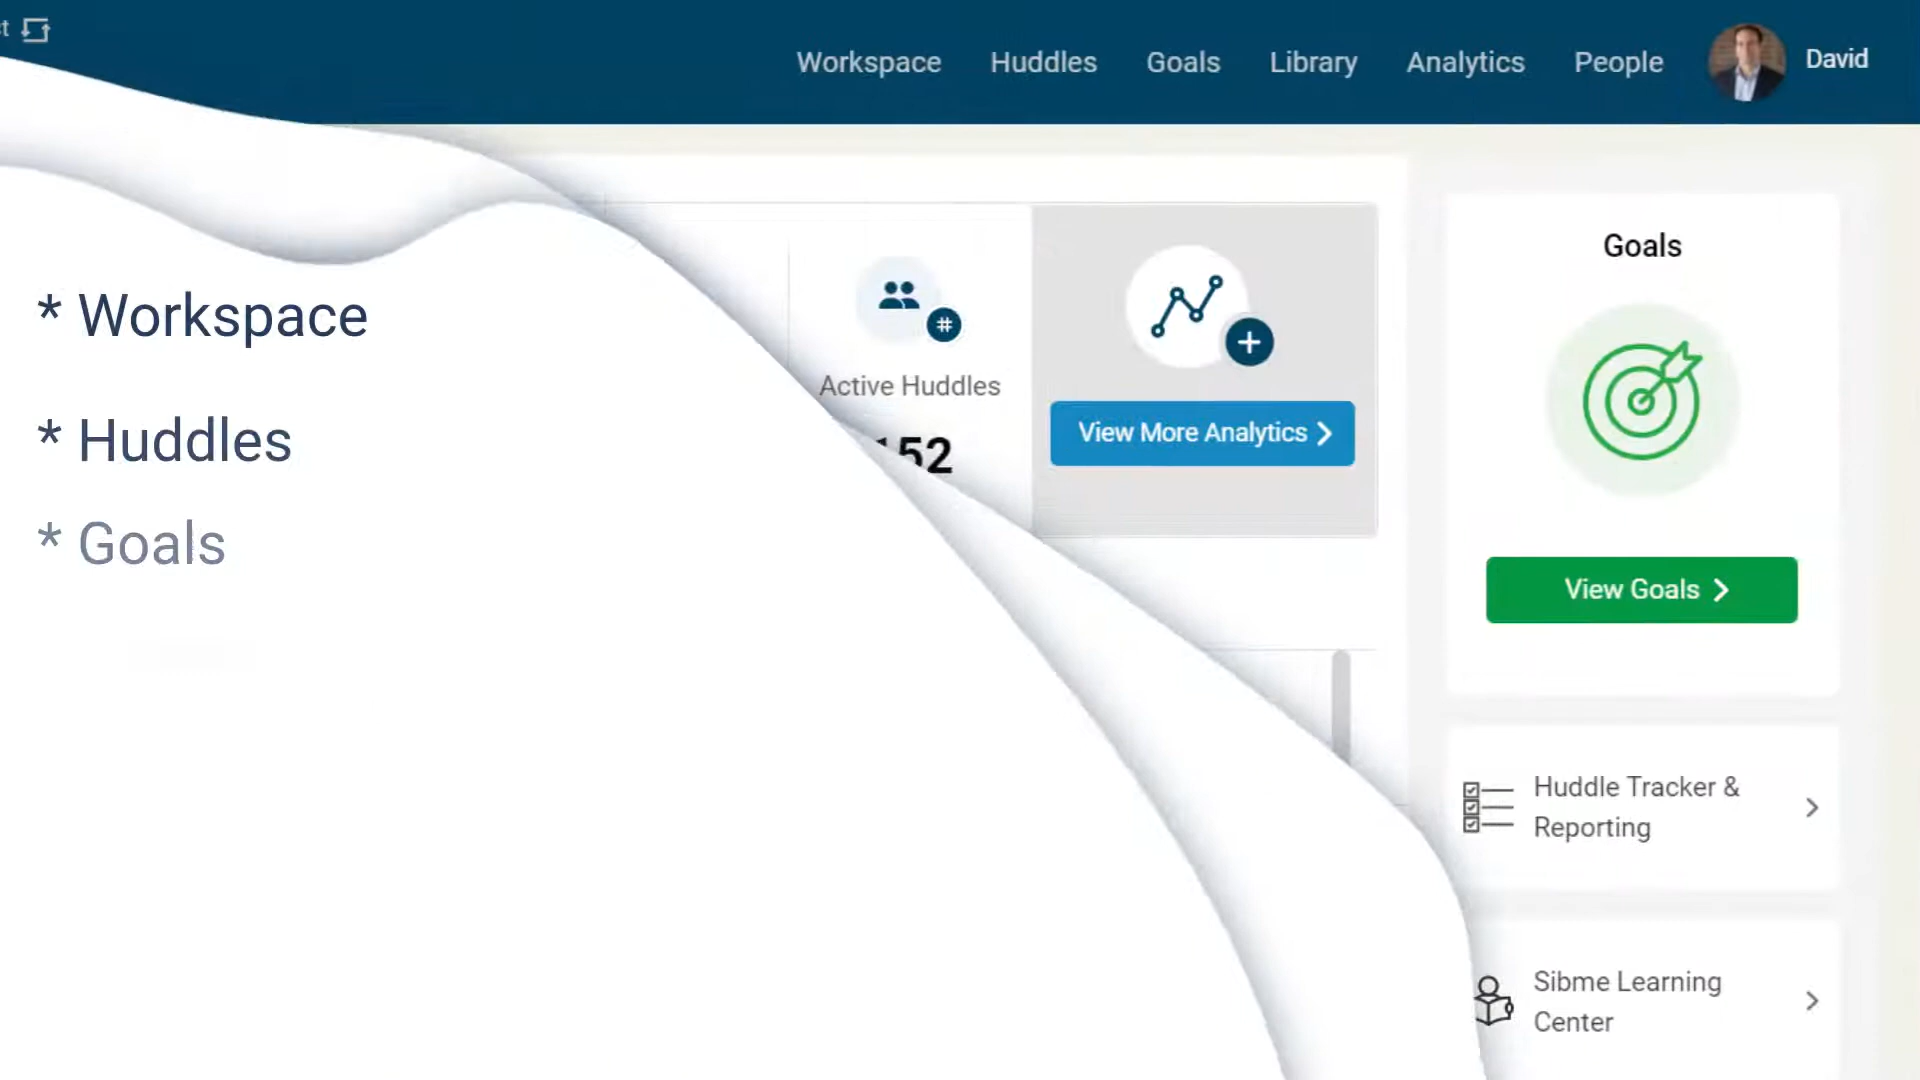 Workspace Huddles Goals Library Analytics People David
* Workspace
* Huddles
* Goals
Active Huddles
View More Analytics
Goals
View Goals
Huddle Tracker &
Reporting
Sibme Learning
Center